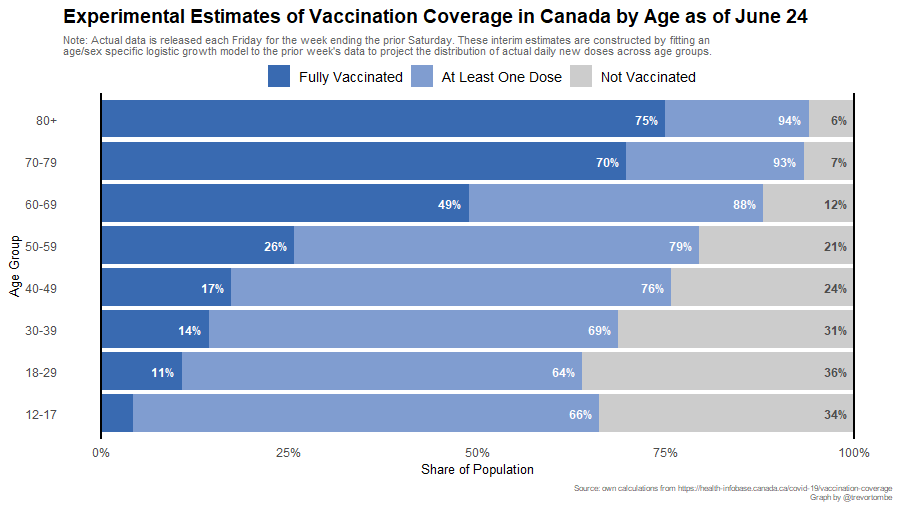 Experimental Estimates of Vaccination Coverage in Canada by Age as of June 24
Note: Actual data is released each Friday for the week ending the prior Saturday. These interim estimates are constructed by fitting an
age/sex specific logistic growth model to the prior week's data to project the distribution of actual daily new doses across age groups.
Fully Vaccinated At Least One Dose Not Vaccinated
80+ 75% 94% 6%
70-79 70% 93% 7%
60-69 49% 88% 12%
50-59 26% 79% 21%
40-49 17% 76% 24%
30-39 14% 69% 31%
18-29 11% 64% 36%
12-17 66% 34%
Age Group
0% 25% 50% 75% 100%
Share of Population
Source: own calculations from https://health-infobase.canada.ca/covid-19/vaccination-coverage
Graph by @trevortombe